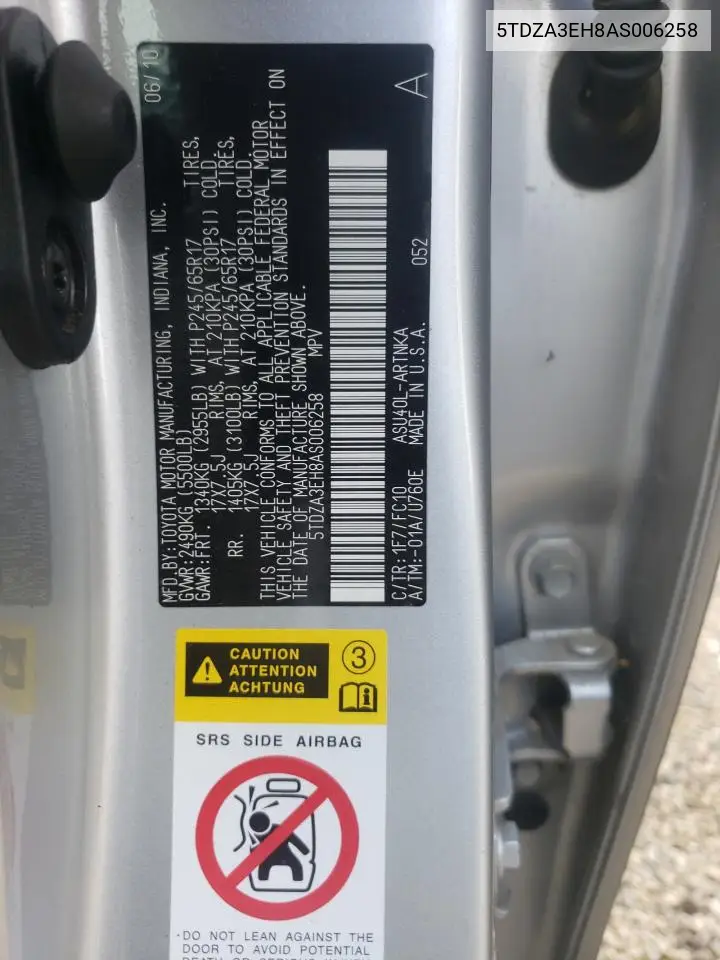 5TDZA3EH8AS006258
MFD.BY:TOYOTA MOTOR MANUFACTURING, INDIANA, INC. 06/10
GVWR:2490KG (5500LB)
GAWR:FRT. 1340KG (2955LB) WITH P245/65R17 TIRES,
17X7.5J RIMS, AT 210KPA (30PSI) COLD,
RR. 1405KG (3100LB) WITH P245/65R17 TIRES,
17X7.5J RIMS, AT 210KPA (30PSI) COLD,
THIS VEHICLE CONFORMS TO ALL APPLICABLE FEDERAL MOTOR
VEHICLE SAFETY AND THEFT PREVENTION STANDARDS IN EFFECT ON
THE DATE OF MANUFACTURE SHOWN ABOVE.
5TDZA3EH8AS006258 MPV
C/TR:1F7/FC10 ASU40L-ARTNKA A
A/TM:-01A/U760E MADE IN U.S.A. 052
CAUTION
ATTENTION
ACHTUNG
3
SRS SIDE AIRBAG
·DO NOT LEAN AGAINST THE
DOOR TO AVOID POTENTIAL